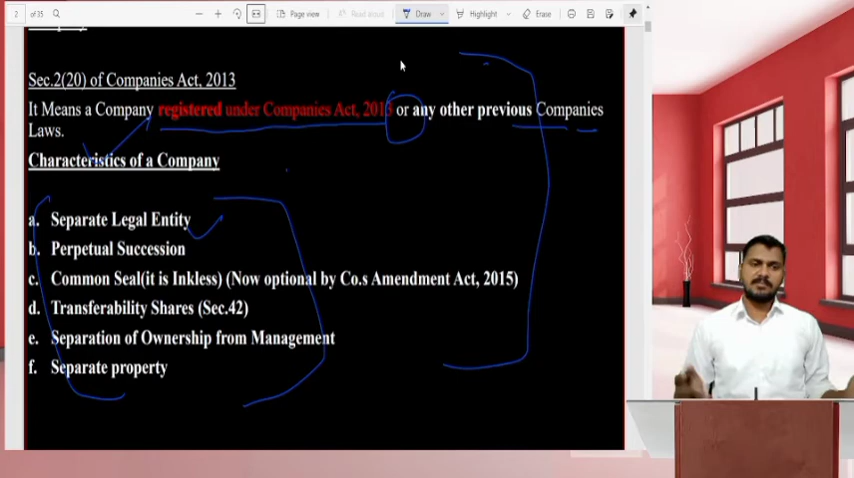 2 of 35
Page view
Read aloud
Draw
Highlight
Erase
Sec.2(20) of Companies Act, 2013
It Means a Company registered under Companies Act, 2013 or any other previous Companies
Laws.
Characteristics of a Company
a. Separate Legal Entity
b. Perpetual Succession
c. Common Seal(it is Inkless) (Now optional by Co.s Amendment Act, 2015)
d. Transferability Shares (Sec.42)
e. Separation of Ownership from Management
f. Separate property